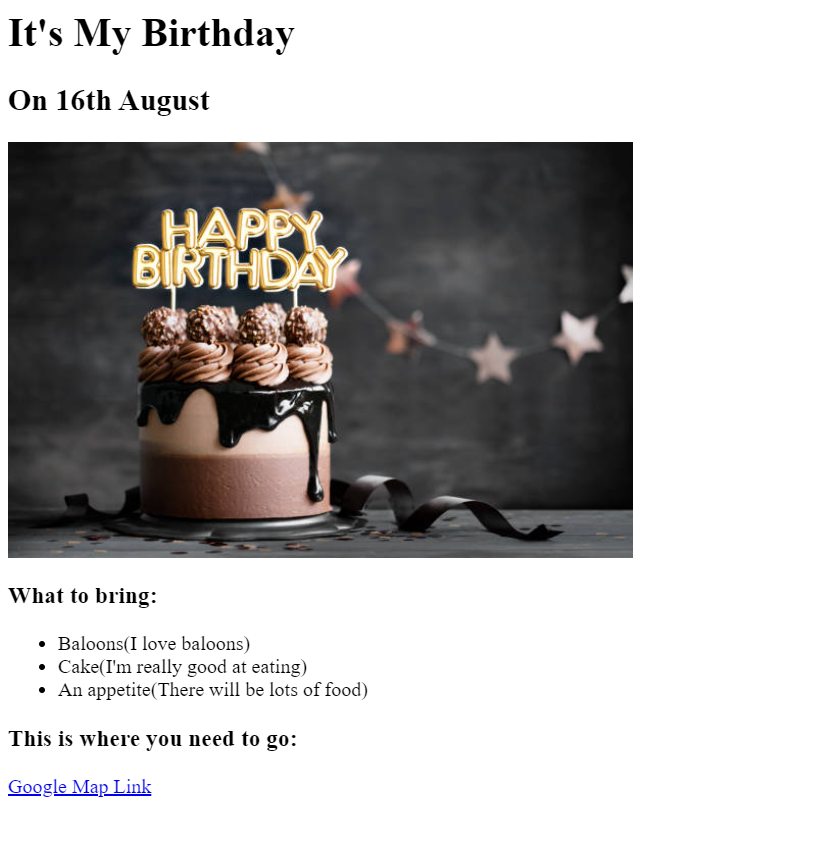 It's My Birthday
On 16th August
HAPPY
BIRTHDAY
What to bring:
Baloons(I love baloons)
Cake(I'm really good at eating)
An appetite(There will be lots of food)
This is where you need to go:
Google Map Link